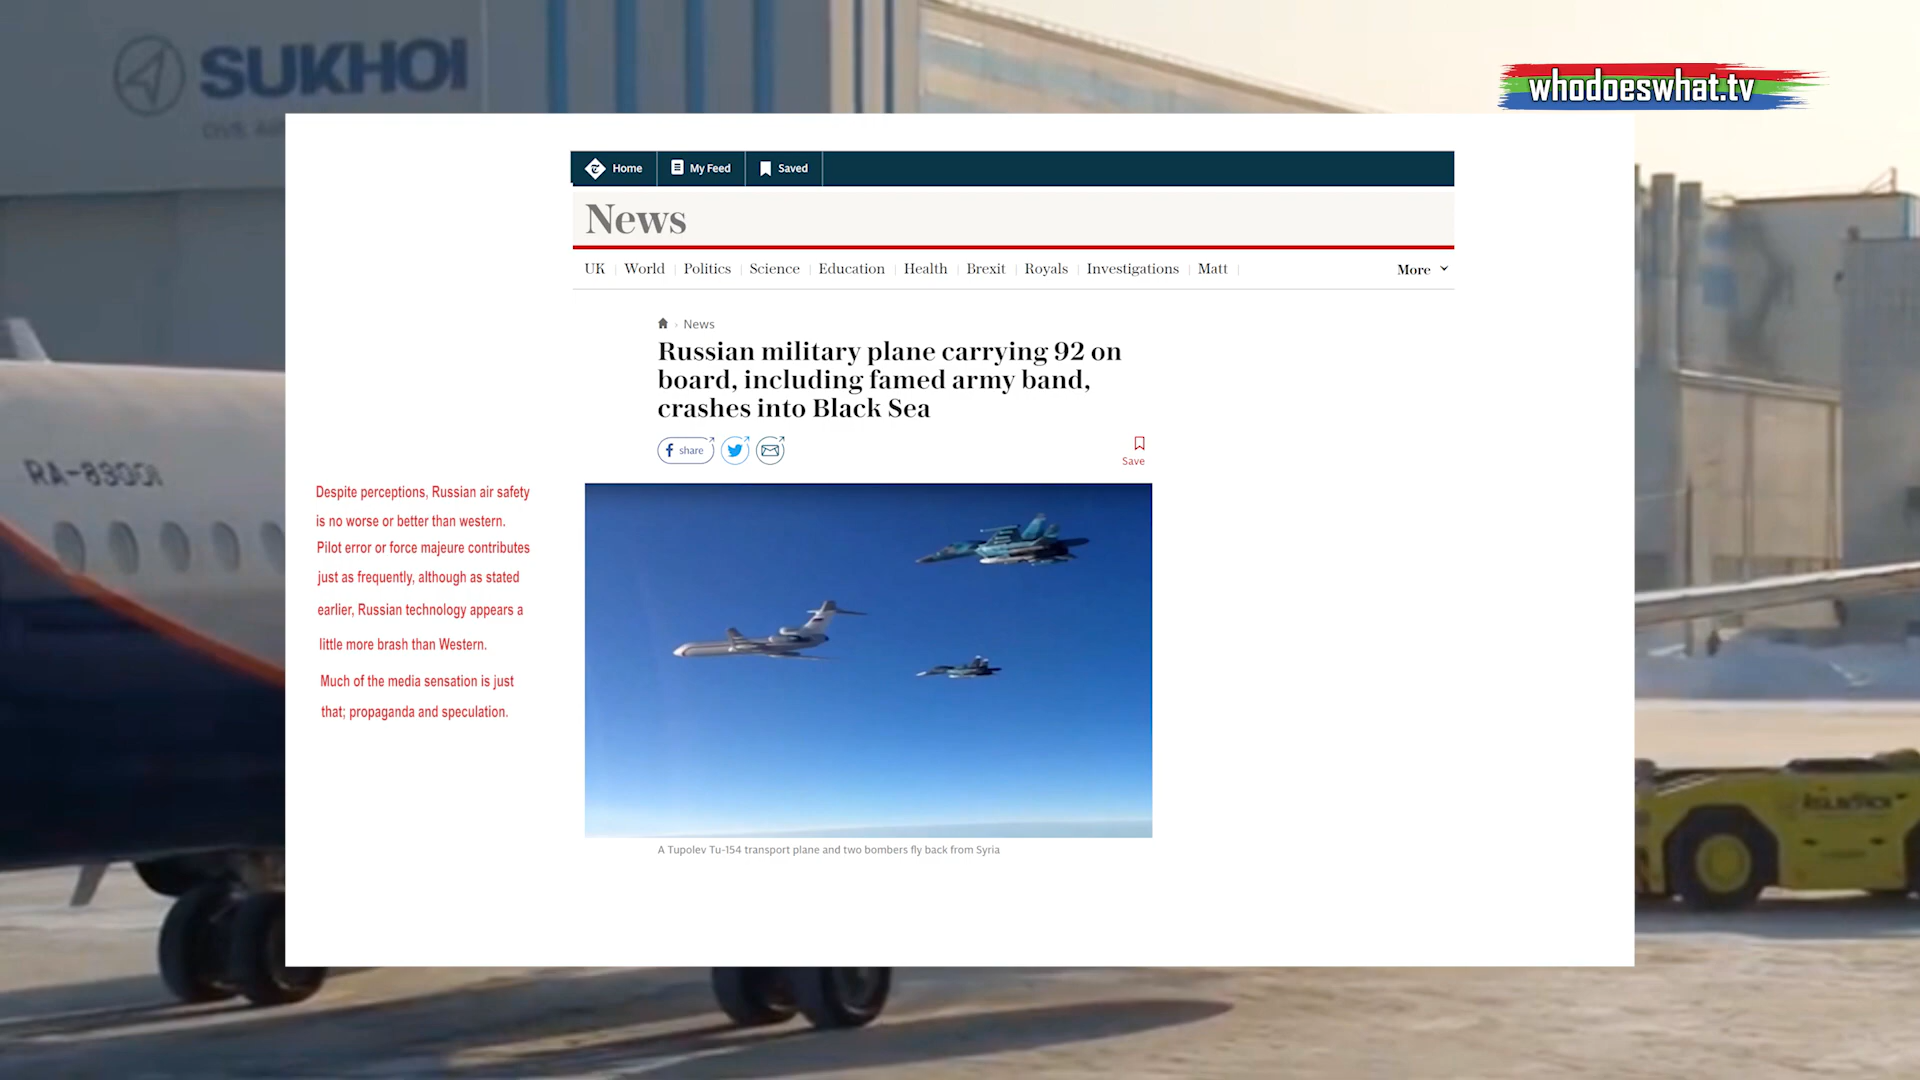 SUKHOI
whodoeswhat.tv
Home
My Feed
Saved
News
UK
World
Politics
Science
Education
Health
Brexit
Royals
Investigations
Matt
More
News
Russian military plane carrying 92 on
board, including famed army band,
crashes into Black Sea
share
Save
RA-89001
Despite perceptions, Russian air safety
is no worse or better than western.
Pilot error or force majeure contributes
just as frequently, although as stated
earlier, Russian technology appears a
little more brash than Western.
Much of the media sensation is just
that; propaganda and speculation.
A Tupolev Tu-154 transport plane and two bombers fly back from Syria